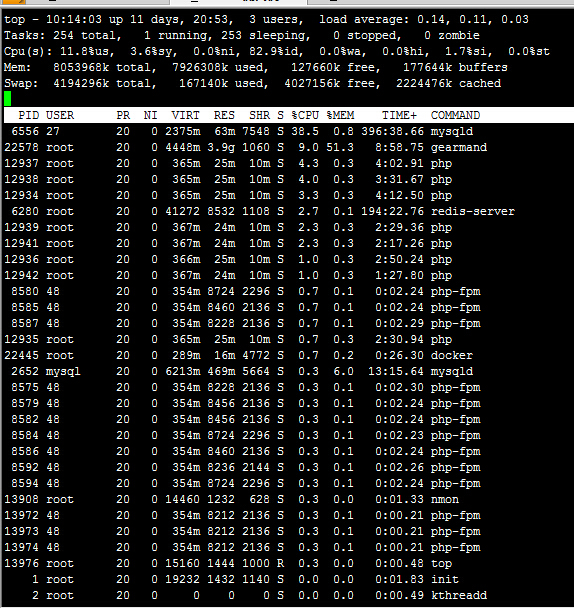 top - 10:14:03 up 11 days, 20:53, 3 users, load average: 0.14, 0.11, 0.03
Tasks: 254 total, 1 running, 253 sleeping, 0 stopped, 0 zombie
Cpu(s): 11.8%us, 3.6%sy, 0.0%ni, 82.9%id, 0.0%wa, 0.0%hi, 1.7%si, 0.0%st
Mem: 8053968k total, 7926308k used, 127660k free, 177644k buffers
Swap: 4194296k total, 167140k used, 4027156k free, 2224476k cached
PID USER PR NI VIRT RES SHR S %CPU %MEM TIME+ COMMAND
6556 27 20 0 2375m 63m 7548 S 38.5 0.8 396:38.66 mysqld
22578 root 20 0 4448m 3.9g 1060 S 9.0 51.3 8:58.75 gearmand
12937 root 20 0 365m 25m 10m S 4.3 0.3 4:02.91 php
12938 root 20 0 365m 25m 10m S 4.0 0.3 3:31.67 php
12934 root 20 0 365m 25m 10m S 3.3 0.3 4:12.50 php
6280 root 20 0 41272 8532 1108 S 2.7 0.1 194:22.76 redis-server
12939 root 20 0 367m 24m 10m S 2.3 0.3 2:29.36 php
12941 root 20 0 367m 24m 10m S 2.3 0.3 2:17.26 php
12936 root 20 0 366m 25m 10m S 1.0 0.3 2:50.24 php
12942 root 20 0 367m 24m 10m S 1.0 0.3 1:27.80 php
8580 48 20 0 354m 8724 2296 S 0.7 0.1 0:02.24 php-fpm
8585 48 20 0 354m 8460 2136 S 0.7 0.1 0:02.24 php-fpm
8587 48 20 0 354m 8228 2136 S 0.7 0.1 0:02.29 php-fpm
12935 root 20 0 365m 25m 10m S 0.7 0.3 2:30.94 php
22445 root 20 0 289m 16m 4772 S 0.7 0.2 0:26.30 docker
2652 mysql 20 0 6213m 469m 5664 S 0.3 6.0 13:15.64 mysqld
8575 48 20 0 354m 8228 2136 S 0.3 0.1 0:02.30 php-fpm
8579 48 20 0 354m 8456 2136 S 0.3 0.1 0:02.24 php-fpm
8582 48 20 0 354m 8456 2136 S 0.3 0.1 0:02.24 php-fpm
8584 48 20 0 354m 8724 2296 S 0.3 0.1 0:02.23 php-fpm
8586 48 20 0 354m 8460 2136 S 0.3 0.1 0:02.24 php-fpm
8592 48 20 0 354m 8236 2144 S 0.3 0.1 0:02.26 php-fpm
8594 48 20 0 354m 8724 2296 S 0.3 0.1 0:02.24 php-fpm
13908 root 20 0 14460 1232 628 S 0.3 0.0 0:01.33 nmon
13972 48 20 0 354m 8212 2136 S 0.3 0.1 0:00.21 php-fpm
13973 48 20 0 354m 8212 2136 S 0.3 0.1 0:00.21 php-fpm
13974 48 20 0 354m 8212 2136 S 0.3 0.1 0:00.21 php-fpm
13976 root 20 0 15160 1444 1000 R 0.3 0.0 0:00.48 top
1 root 20 0 19232 1432 1140 S 0.0 0.0 0:01.83 init
2 root 20 0 0 0 0 S 0.0 0.0 0:00.49 kthreadd